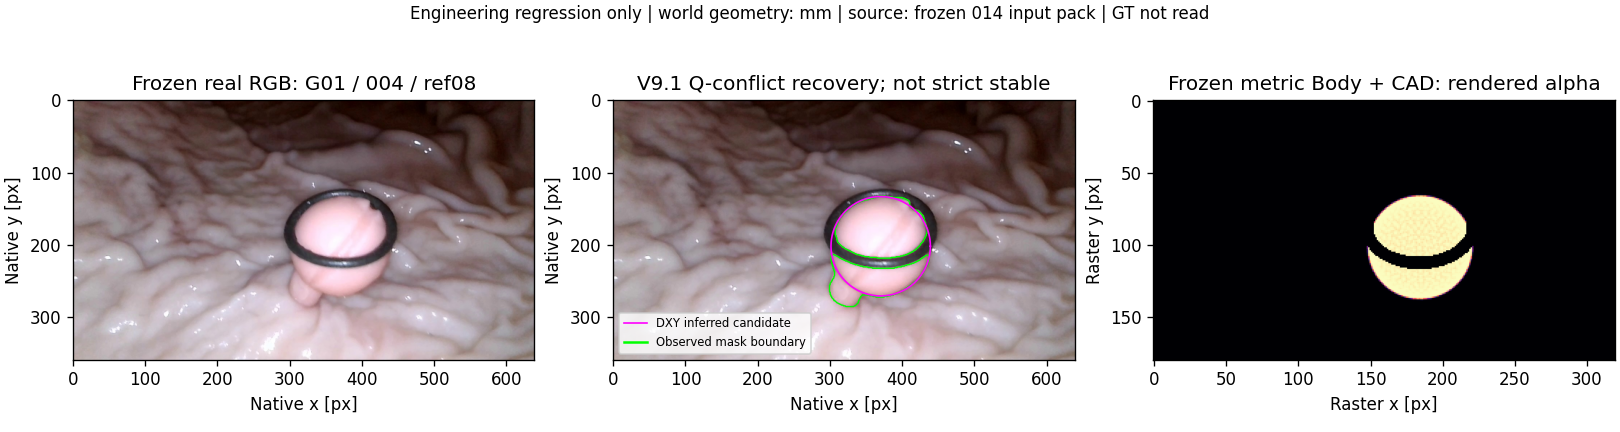 Engineering regression only | world geometry: mm | source: frozen 014 input pack | GT not read
Frozen real RGB: G01 / 004 / ref08
0
100
200
300
Native y [px]
0 100 200 300 400 500 600
Native x [px]
V9.1 Q-conflict recovery; not strict stable
0
100
200
300
Native y [px]
DXY inferred candidate
Observed mask boundary
0 100 200 300 400 500 600
Native x [px]
Frozen metric Body + CAD: rendered alpha
0
50
100
150
Raster y [px]
0 50 100 150 200 250 300
Raster x [px]